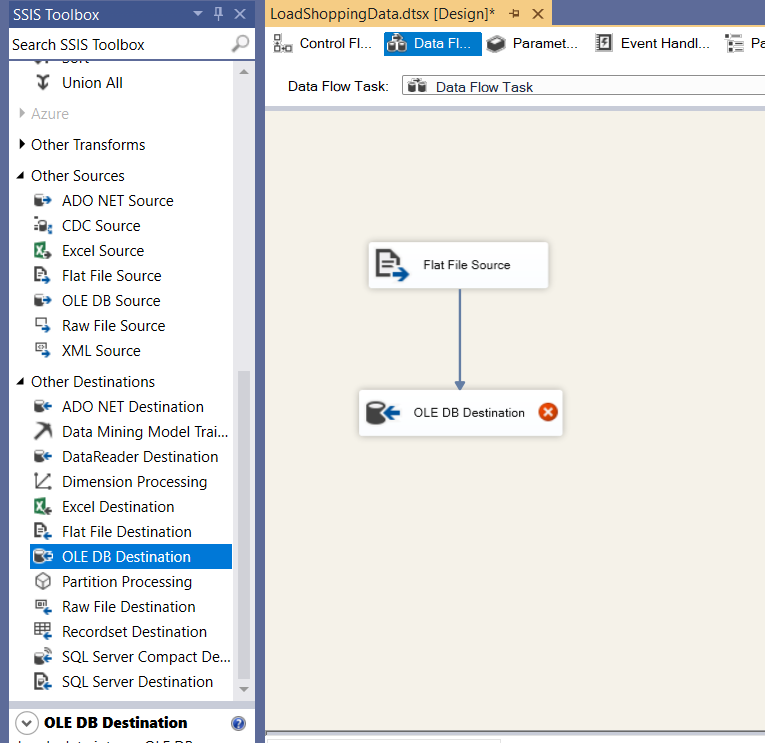 SSIS Toolbox
Search SSIS Toolbox
Sort
Union All
Azure
Other Transforms
Other Sources
ADO NET Source
CDC Source
Excel Source
Flat File Source
OLE DB Source
Raw File Source
XML Source
Other Destinations
ADO NET Destination
Data Mining Model Trai...
DataReader Destination
Dimension Processing
Excel Destination
Flat File Destination
OLE DB Destination
Partition Processing
Raw File Destination
Recordset Destination
SQL Server Compact De...
SQL Server Destination
OLE DB Destination
LoadShoppingData.dtsx [Design]*
Control Fl...
Data Fl...
Paramet...
Event Handl...
Pa
Data Flow Task:
Data Flow Task
Flat File Source
OLE DB Destination